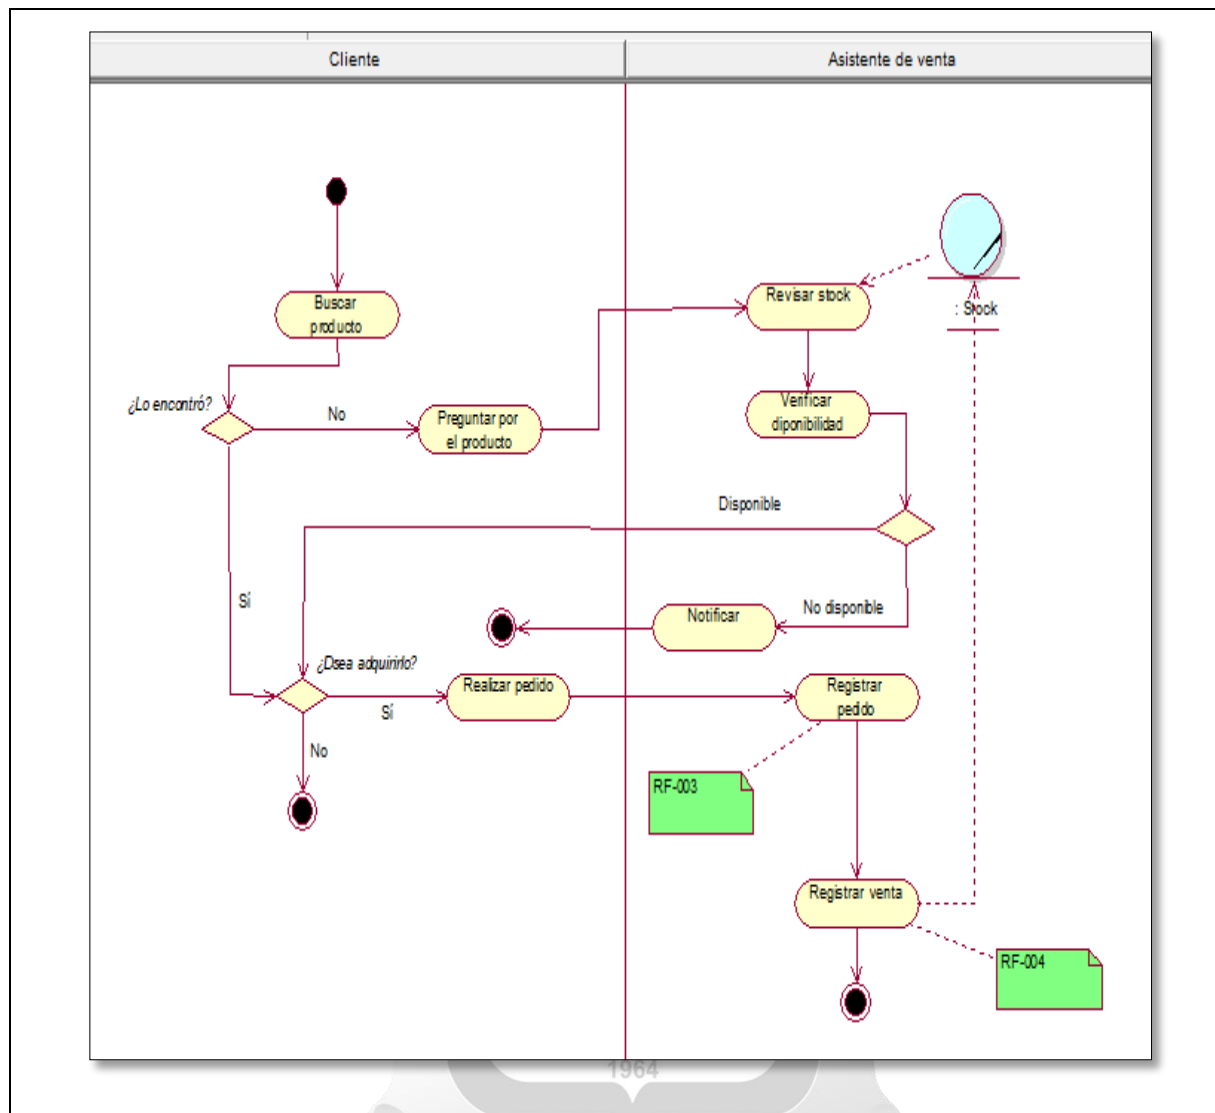 Cliente
Asistente de venta
Buscar
producto
Revisar stock
: Stock
¿Lo encontró?
No
Preguntar por
el producto
Verificar
diponibilidad
Disponible
Sí
Notificar
No disponible
¿Dsea adquirirlo?
Realizar pedido
Sí
Registrar
pedido
No
RF-003
Registrar venta
RF-004
1964